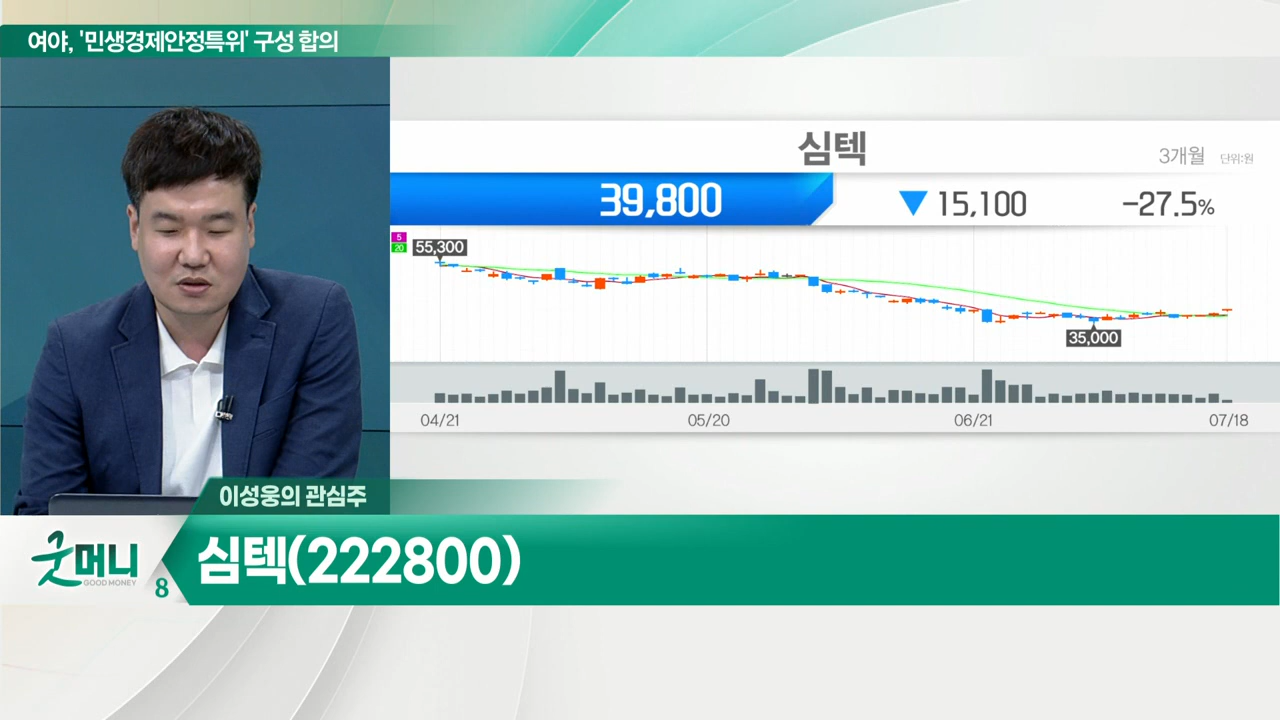 여야, '민생경제안정특위' 구성 합의
심텍
3개월 단위:원
39,800 ▼ 15,100 -27.5%
5
20
55,300
35,000
04/21 05/20 06/21 07/18
이성웅의 관심주
굿머니
GOOD MONEY
8
심텍(222800)